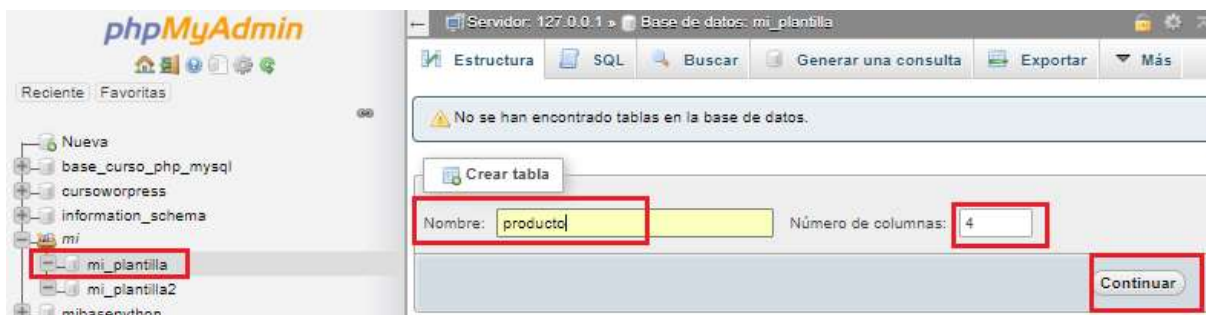 phpMyAdmin
Reciente Favoritas
Nueva
base_curso_php_mysql
cursoworpress
information_schema
mi
mi_plantilla
mi_plantilla2
mibasepython
Servidor: 127.0.0.1 » Base de datos: mi_plantilla
Estructura SQL Buscar Generar una consulta Exportar Más
No se han encontrado tablas en la base de datos.
Crear tabla
Nombre: producto Número de columnas: 4
Continuar